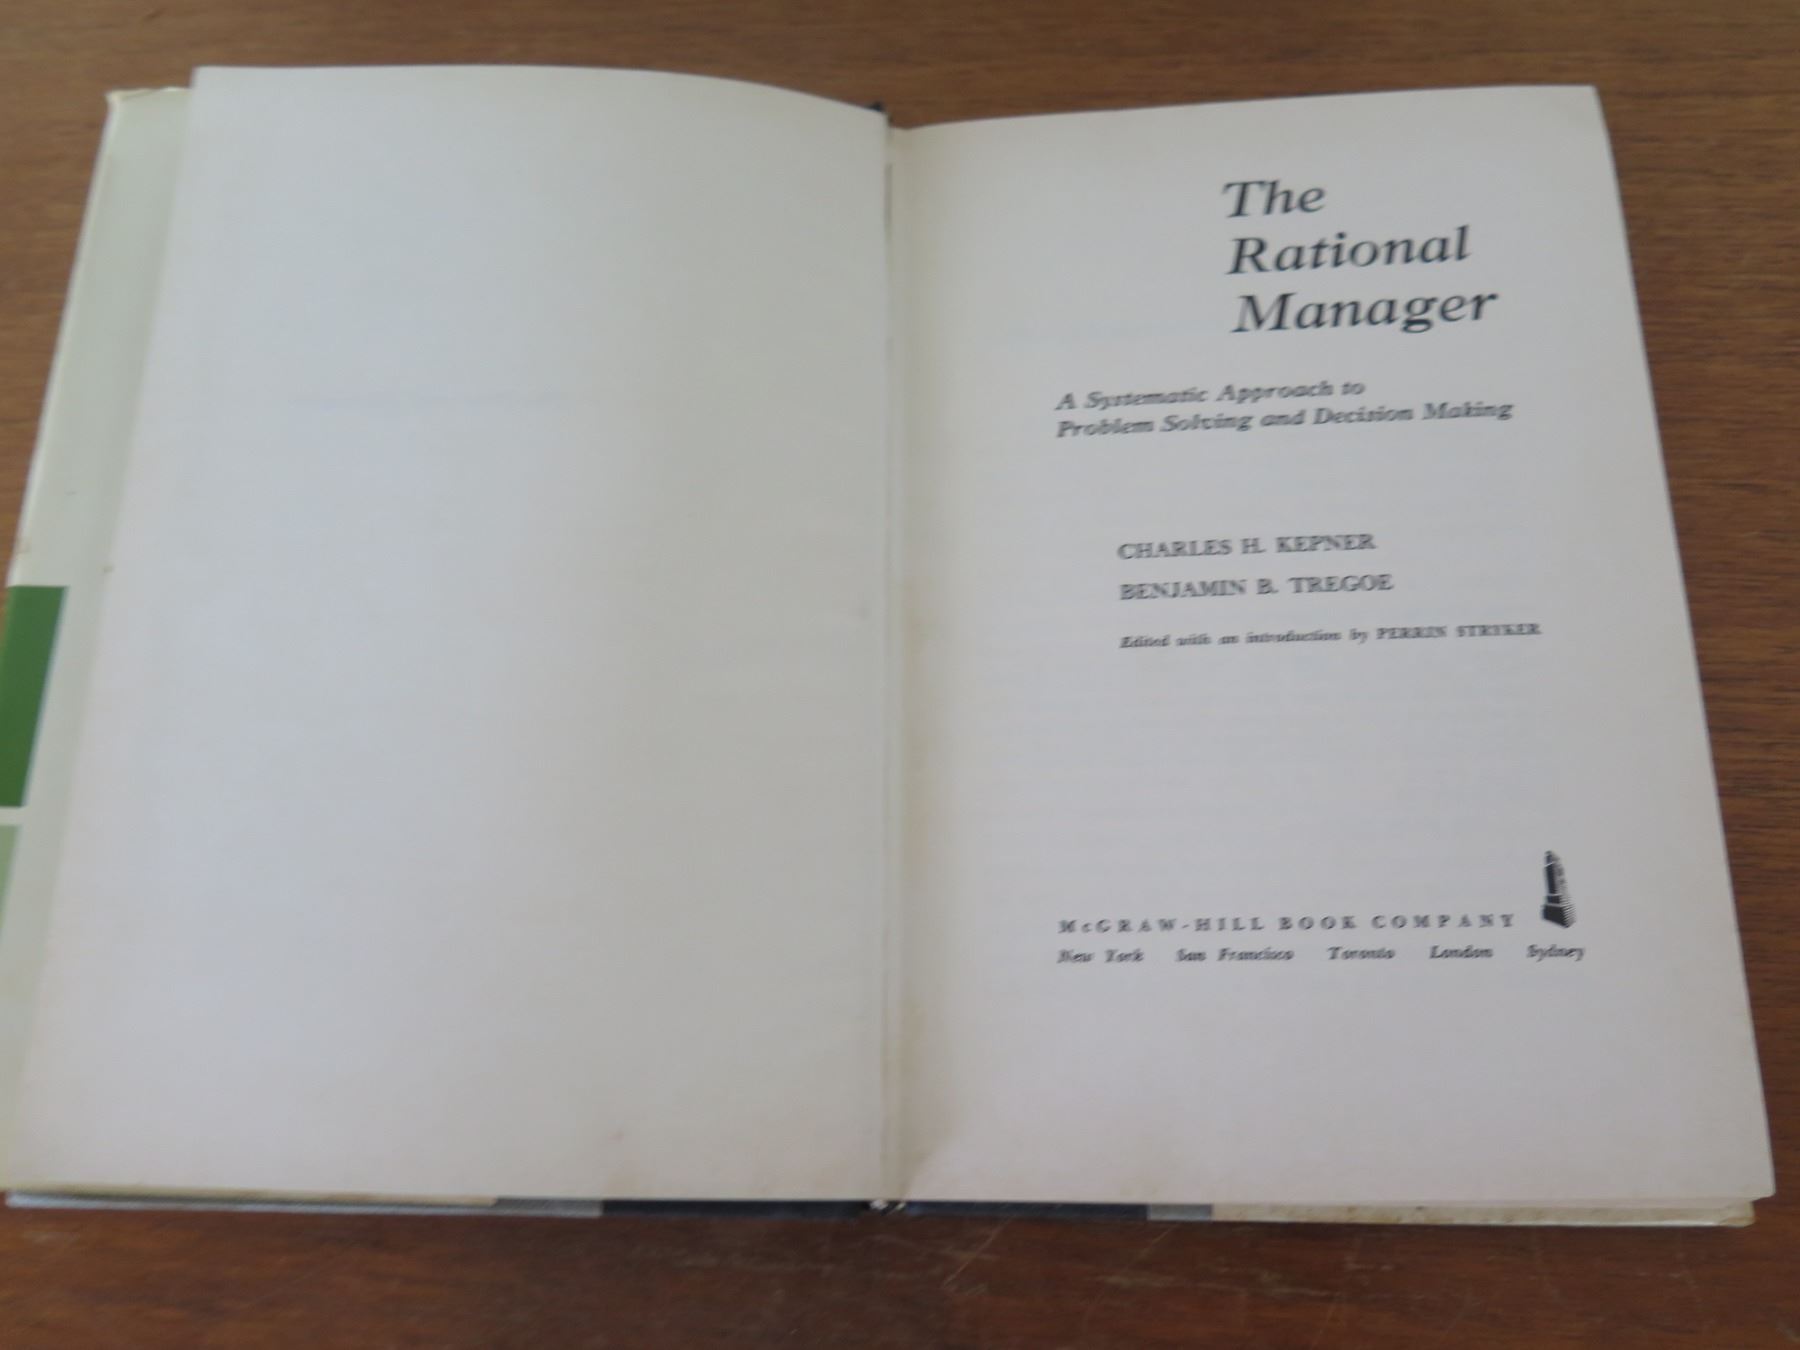 The
Rational
Manager
A Systematic Approach to
Problem Solving and Decision Making
CHARLES H. KEPNER
BENJAMIN B. TREGOE
Edited with an introduction by PERRIN STRYKER
McGRAW-HILL BOOK COMPANY
New York San Francisco Toronto London Sydney